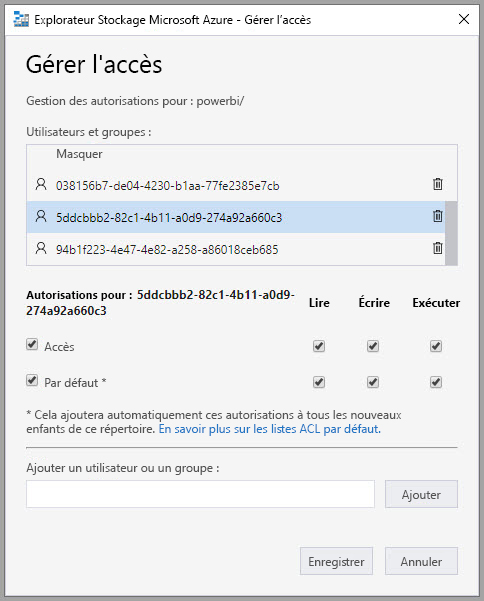 Explorateur Stockage Microsoft Azure - Gérer l'accès
Gérer l'accès
Gestion des autorisations pour : powerbi/
Utilisateurs et groupes :
Masquer
038156b7-de04-4230-b1aa-77fe2385e7cb
5ddcbbb2-82c1-4b11-a0d9-274a92a660c3
94b1f223-4e47-4e82-a258-a86018ceb685
Autorisations pour : 5ddcbbb2-82c1-4b11-a0d9-
274a92a660c3
Lire Écrire Exécuter
Accès
Par défaut *
* Cela ajoutera automatiquement ces autorisations à tous les nouveaux
enfants de ce répertoire. En savoir plus sur les listes ACL par défaut.
Ajouter un utilisateur ou un groupe :
Ajouter
Enregistrer Annuler